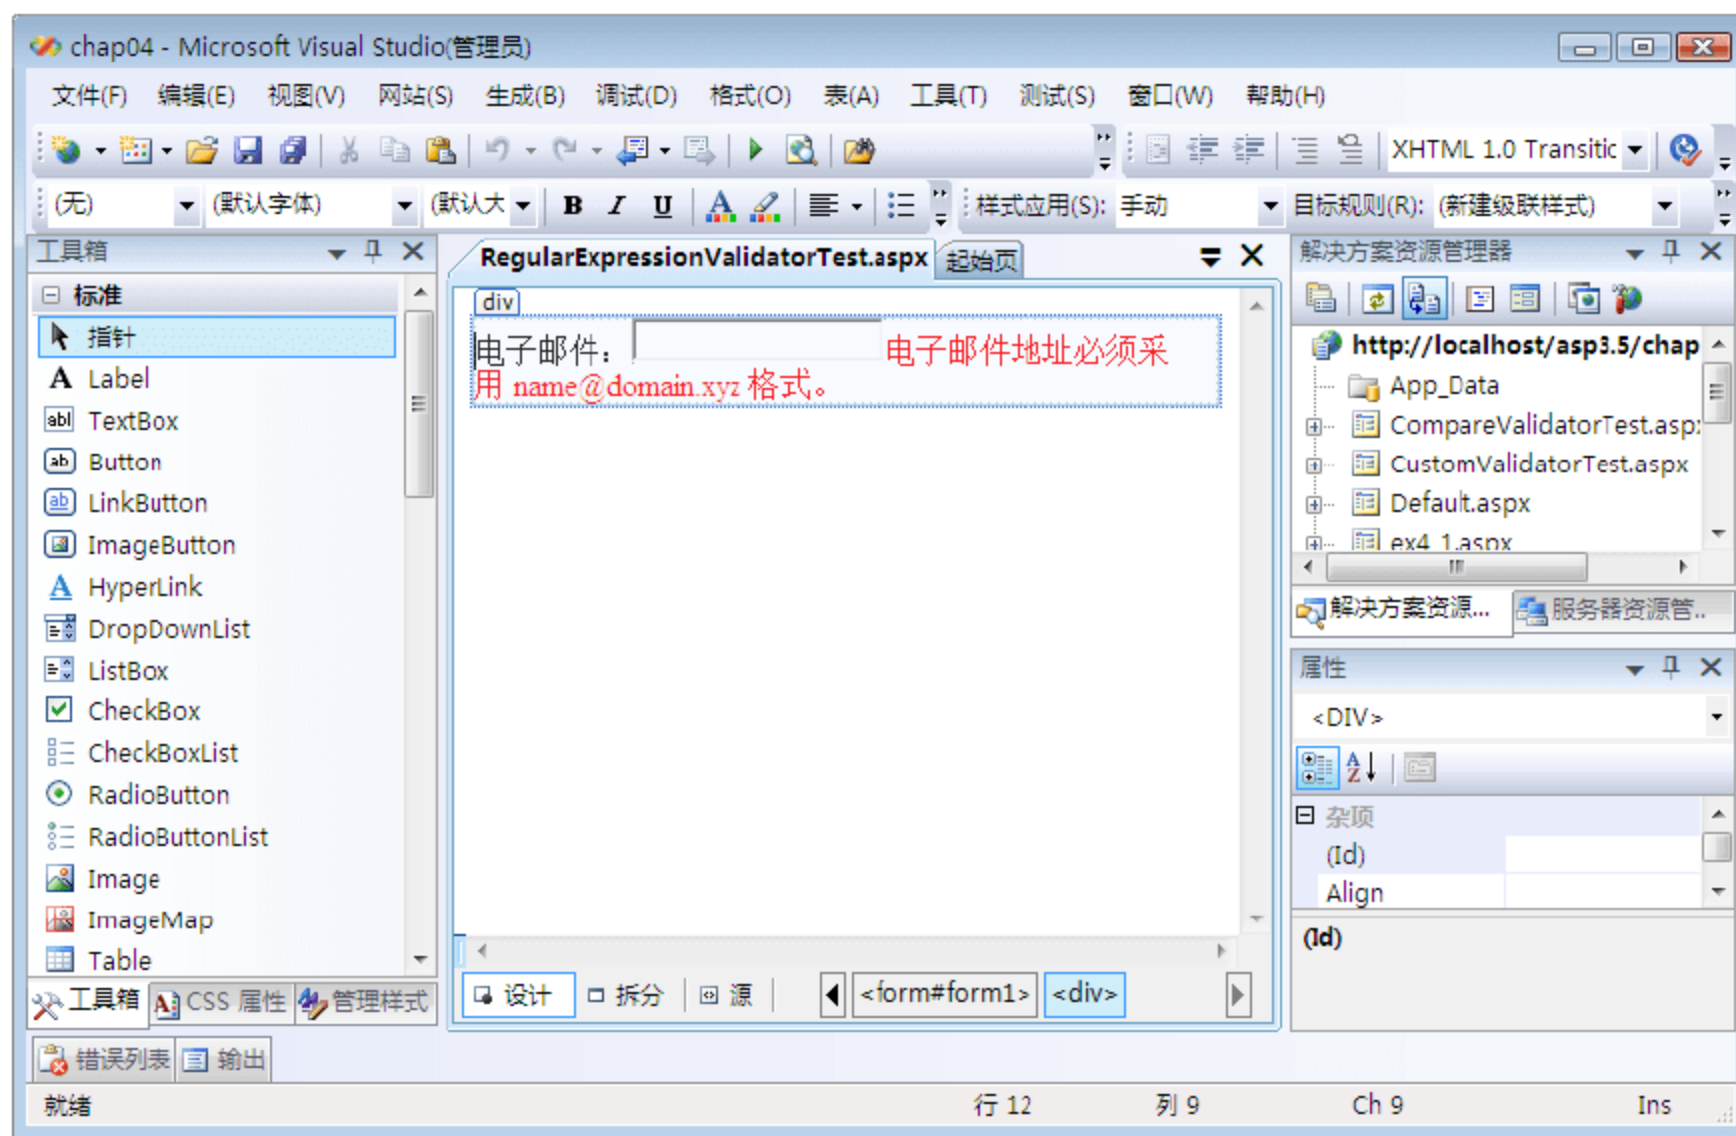 chap04 - Microsoft Visual Studio(管理员)
文件(F) 编辑(E) 视图(V) 网站(S) 生成(B) 调试(D) 格式(O) 表(A) 工具(T) 测试(S) 窗口(W) 帮助(H)
XHTML 1.0 Transitic
(无) (默认字体) (默认大 B I U A 样式应用(S): 手动 目标规则(R): (新建级联样式)
工具箱
标准
指针
A Label
abl TextBox
ab Button
ab LinkButton
ImageButton
A HyperLink
DropDownList
ListBox
CheckBox
CheckBoxList
RadioButton
RadioButtonList
Image
ImageMap
Table
工具箱 CSS 属性 管理样式
RegularExpressionValidatorTest.aspx 起始页
div
电子邮件: 电子邮件地址必须采
用 name@domain.xyz 格式。
设计 拆分 源 <form#form1> <div>
解决方案资源管理器
http://localhost/asp3.5/chap
App_Data
CompareValidatorTest.asp
CustomValidatorTest.aspx
Default.aspx
ex4_1.aspx
解决方案资源... 服务器资源管..
属性
<DIV>
杂项
(Id)
Align
(Id)
错误列表 输出
就绪 行 12 列 9 Ch 9 Ins